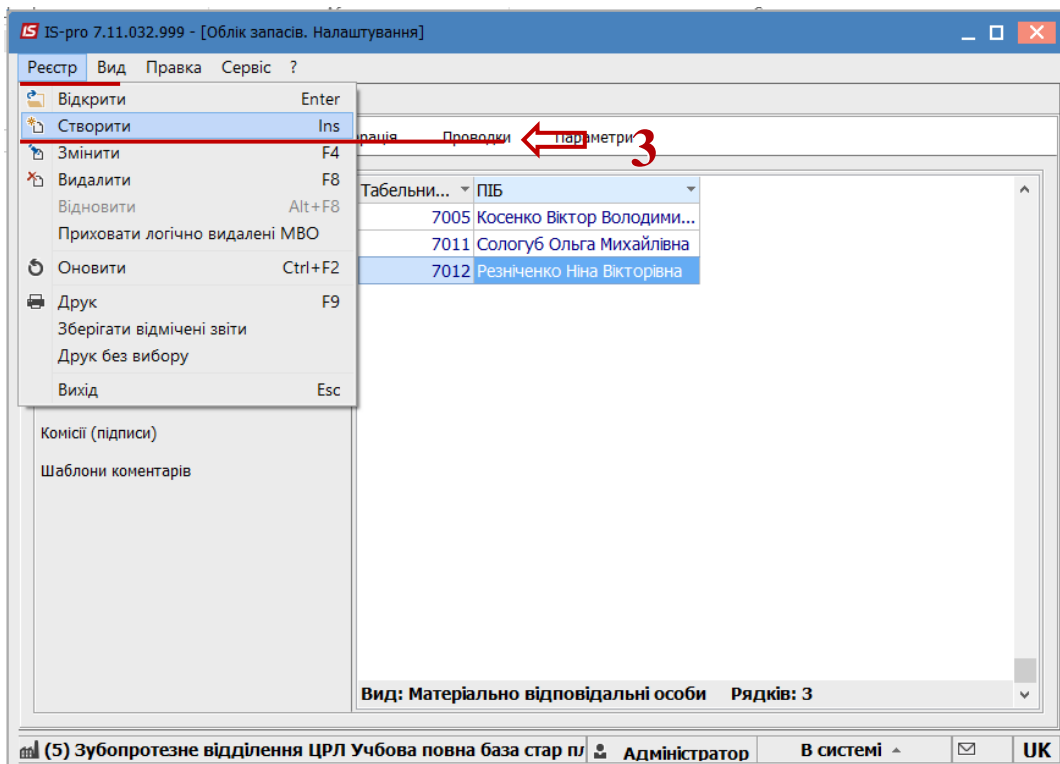 IS-pro 7.11.032.999 - [Облік запасів. Налаштування]
Реєстр Вид Правка Сервіс ?
Відкрити Enter
Створити Ins
Змінити F4
Видалити F8
Відновити Alt+F8
Приховати логічно видалені МВО
Оновити Ctrl+F2
Друк F9
Зберігати відмічені звіти
Друк без вибору
Вихід Esc
Комісії (підписи)
Шаблони коментарів
Проводки Параметри
3
Табельни... ПІБ
7005 Косенко Віктор Володими...
7011 Сологуб Ольга Михайлівна
7012 Резніченко Ніна Вікторівна
Вид: Матеріально відповідальні особи Рядків: 3
(5) Зубопротезне відділення ЦРЛ Учбова повна база стар пл Адміністратор В системі UK